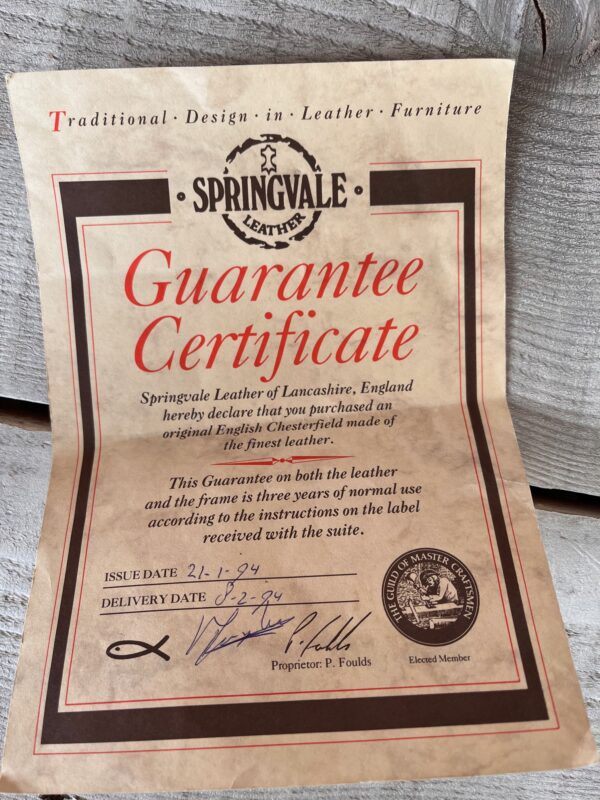 Traditional · Design · in · Leather · Furniture
· SPRINGVALE ·
LEATHER
Guarantee
Certificate
Springvale Leather of Lancashire, England
hereby declare that you purchased an
original English Chesterfield made of
the finest leather.
This Guarantee on both the leather
and the frame is three years of normal use
according to the instructions on the label
received with the suite.
ISSUE DATE 21-1-94
DELIVERY DATE 8-2-94
P. Foulds
Proprietor: P. Foulds
THE GUILD OF MASTER CRAFTSMEN
Elected Member